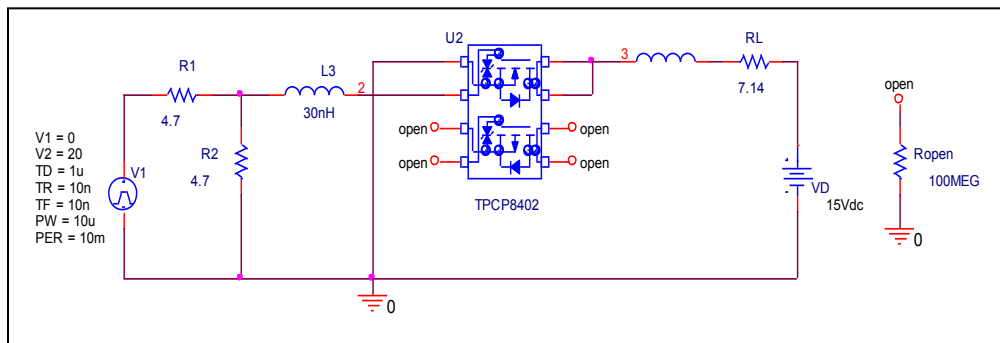 U2
R1
4.7
L3
30nH
2
3
RL
7.14
open
open
open
open
TPCP8402
V1 = 0
V2 = 20
TD = 1u
TR = 10n
TF = 10n
PW = 10u
PER = 10m
V1
R2
4.7
VD
15Vdc
open
Ropen
100MEG
0
0